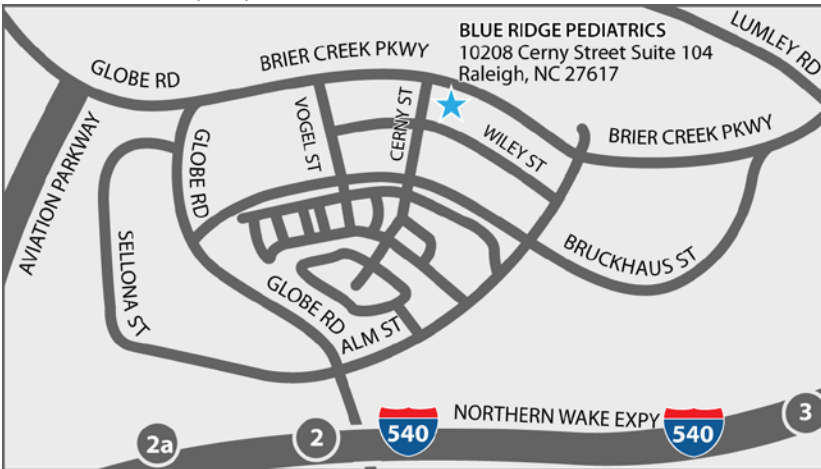 BLUE RIDGE PEDIATRICS
10208 Cerny Street Suite 104
Raleigh, NC 27617
LUMLEY RD
BRIER CREEK PKWY
GLOBE RD
AVIATION PARKWAY
VOGEL ST
CERNY ST
WILEY ST
BRIER CREEK PKWY
GLOBE RD
SELLONA ST
BRUCKHAUS ST
GLOBE RD
ALM ST
NORTHERN WAKE EXPY
2a
2
540
540
3